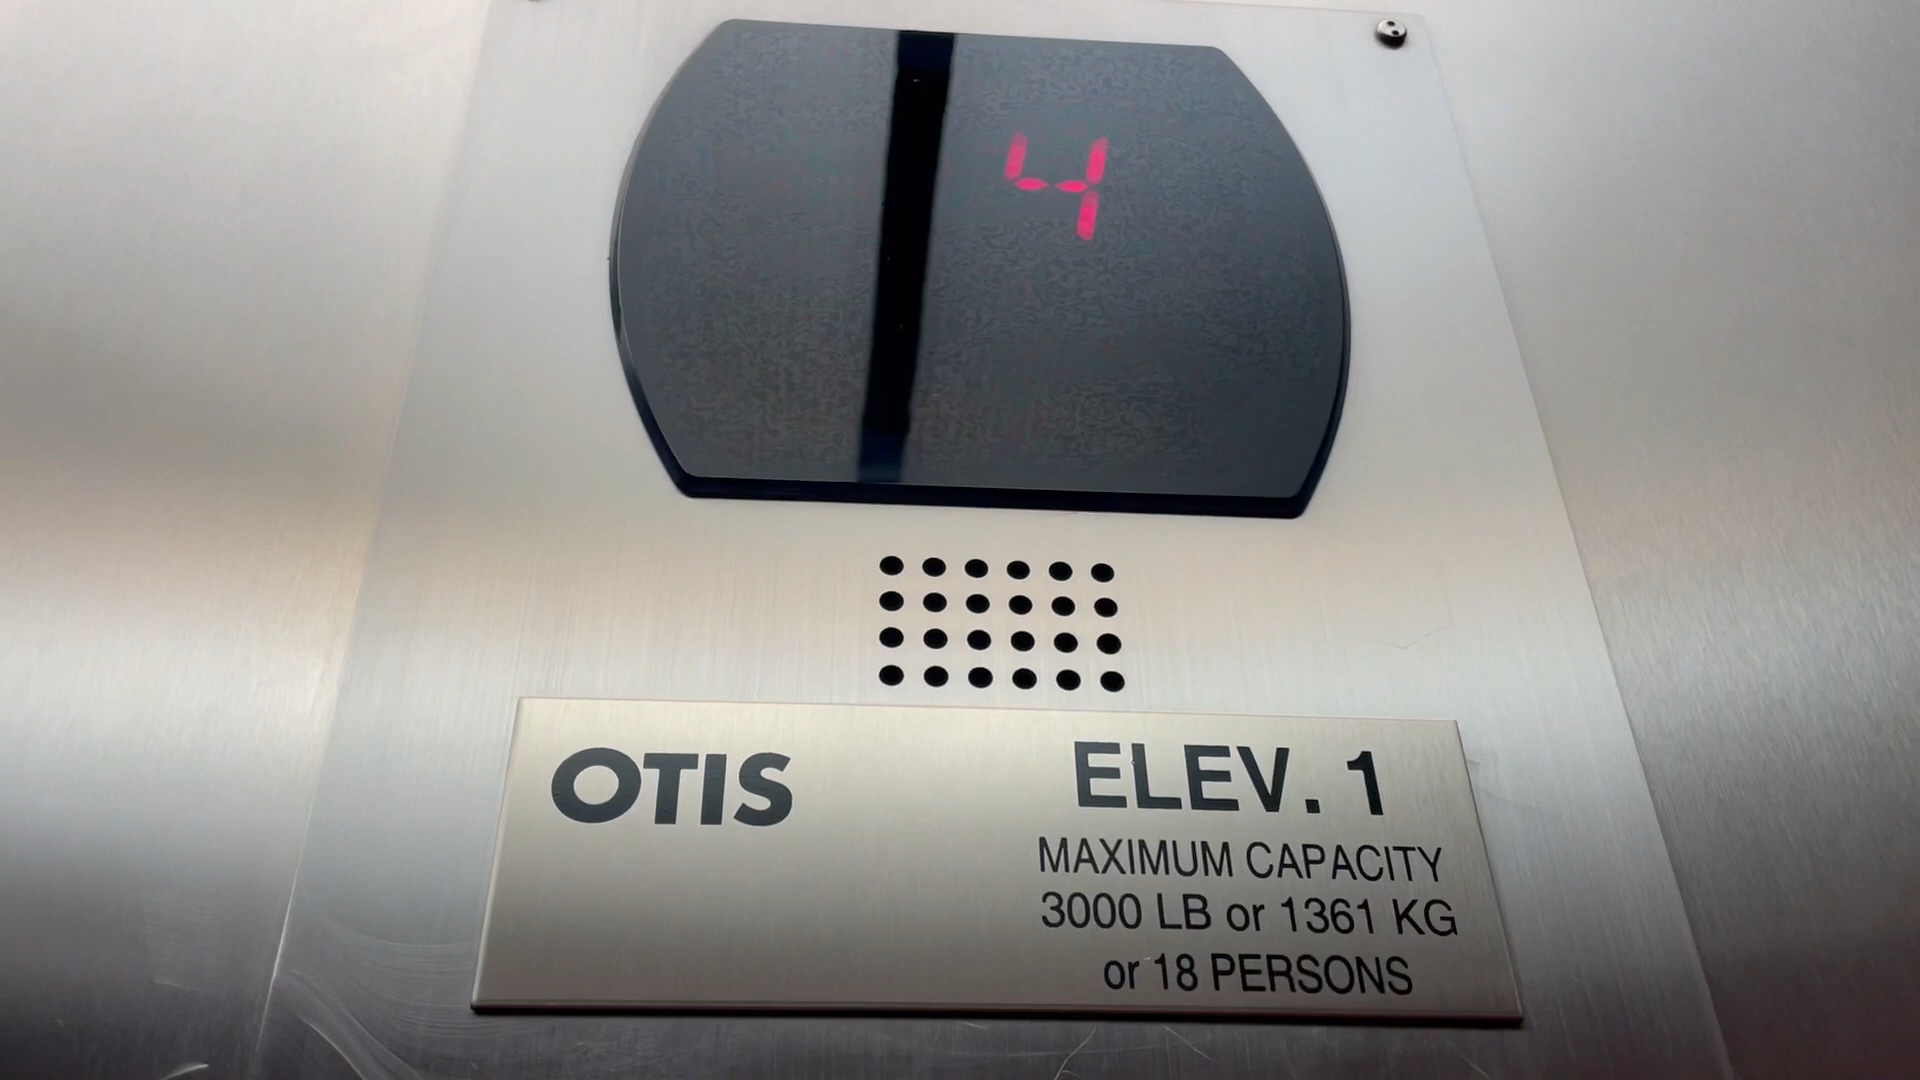 4
OTIS
ELEV. 1
MAXIMUM CAPACITY
3000 LB or 1361 KG
or 18 PERSONS